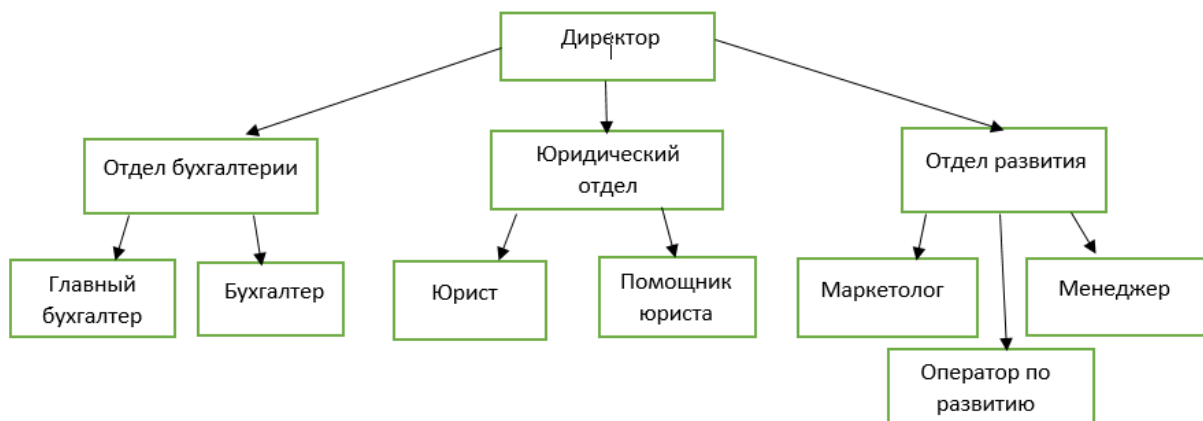 Директор
Отдел бухгалтерии
Юридический
отдел
Отдел развития
Главный
бухгалтер
Бухгалтер
Юрист
Помощник
юриста
Маркетолог
Менеджер
Оператор по
развитию